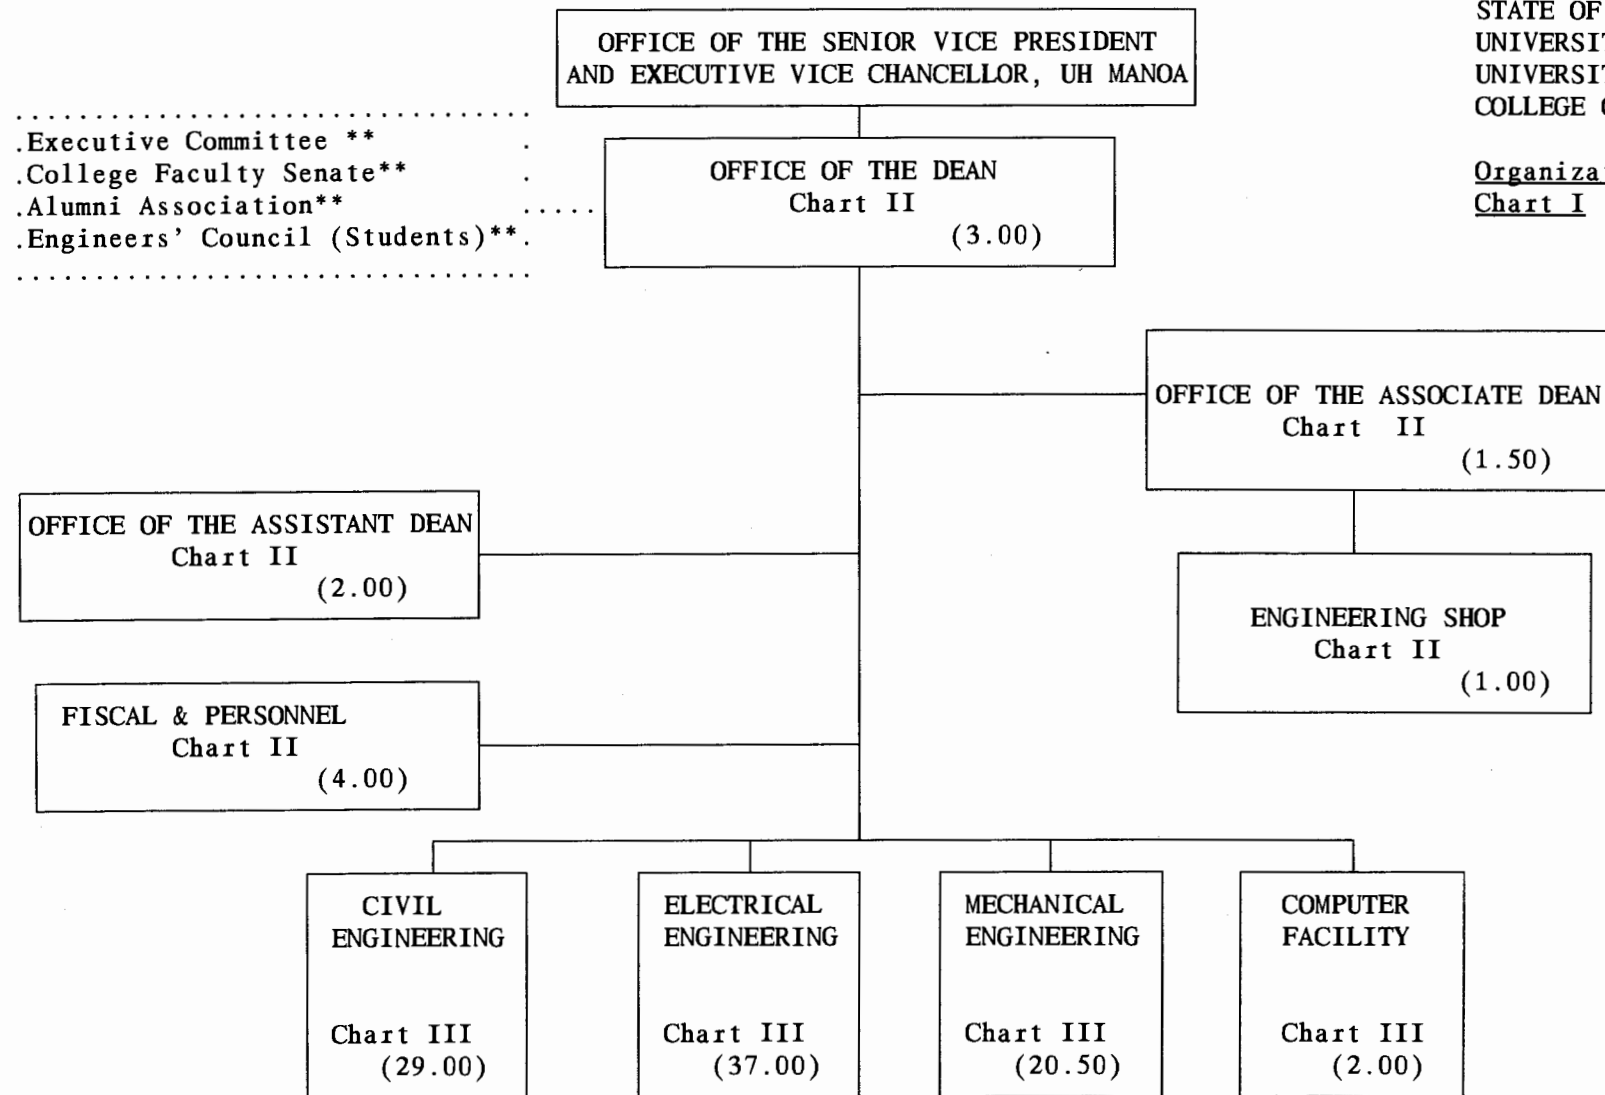 OFFICE OF THE SENIOR VICE PRESIDENT
AND EXECUTIVE VICE CHANCELLOR, UH MANOA
STATE OF
COLLEGE
Chart I
.Executive Committee **
.College Faculty Senate**
.Alumni Association**
.Engineers' Council (Students)**.
OFFICE OF THE DEAN
Chart II
(3.00)
OFFICE OF THE ASSOCIATE DEAN
Chart II
(1.50)
OFFICE OF THE ASSISTANT DEAN
Chart II
(2.00)
ENGINEERING SHOP
Chart II
(1.00)
FISCAL & PERSONNEL
Chart II
(4.00)
CIVIL
ENGINEERING
Chart III
(29.00)
ELECTRICAL
ENGINEERING
Chart III
(37.00)
MECHANICAL
ENGINEERING
Chart III
(20.50)
COMPUTER
FACILITY
Chart III
(2.00)